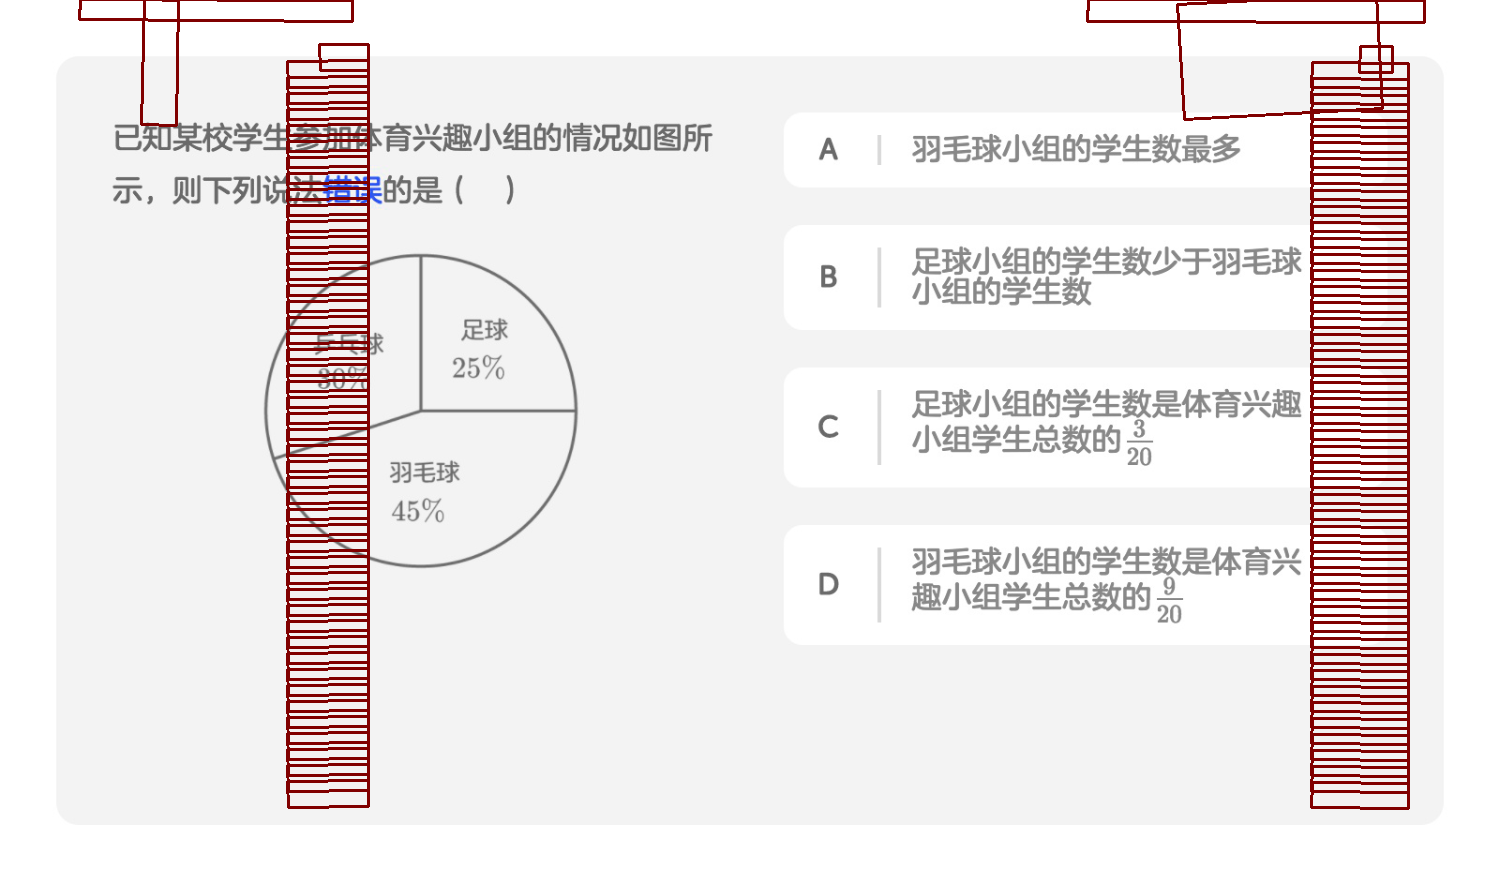 已知某校学生参加体育兴趣小组的情况如图所
示，则下列说法错误的是（　）
足球
25%
乒乓球
30%
羽毛球
45%
A 羽毛球小组的学生数最多
B 足球小组的学生数少于羽毛球
小组的学生数
C 足球小组的学生数是体育兴趣
小组学生总数的3/20
D 羽毛球小组的学生数是体育兴
趣小组学生总数的9/20